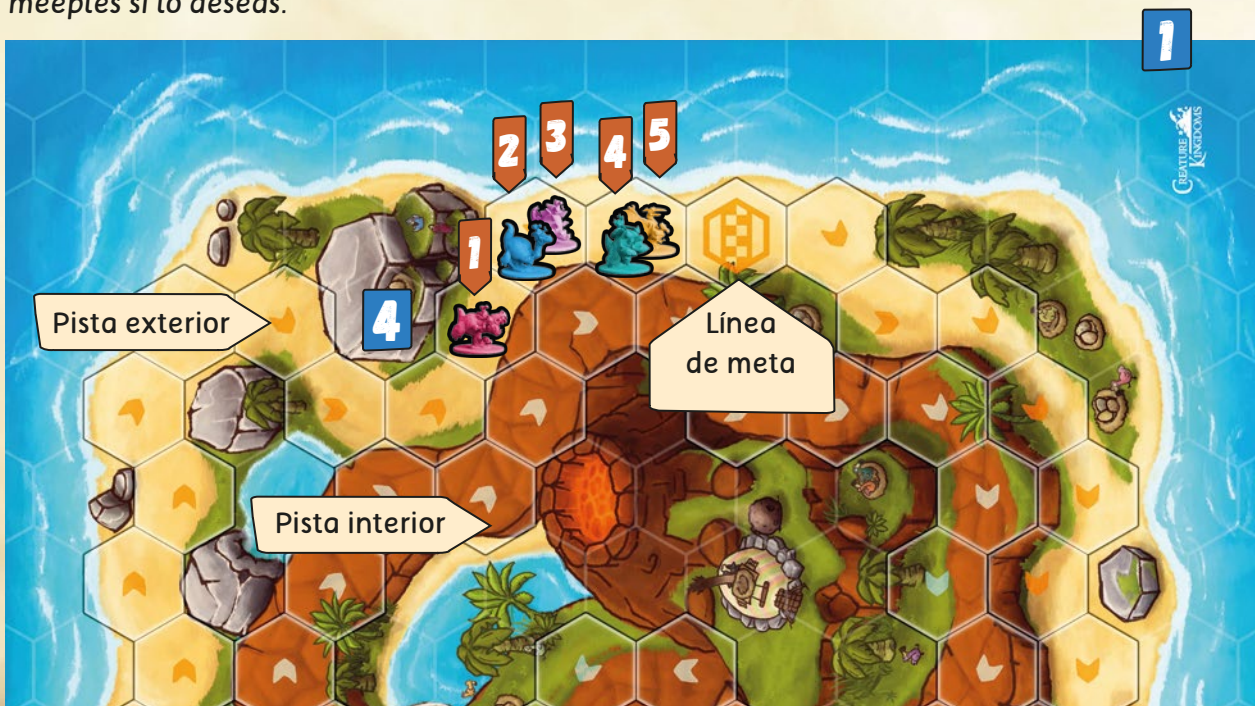 meeples si lo deseas.
1
CREATURE
KINGDOMS
2
3
4
5
1
Pista exterior
4
Línea
de meta
Pista interior